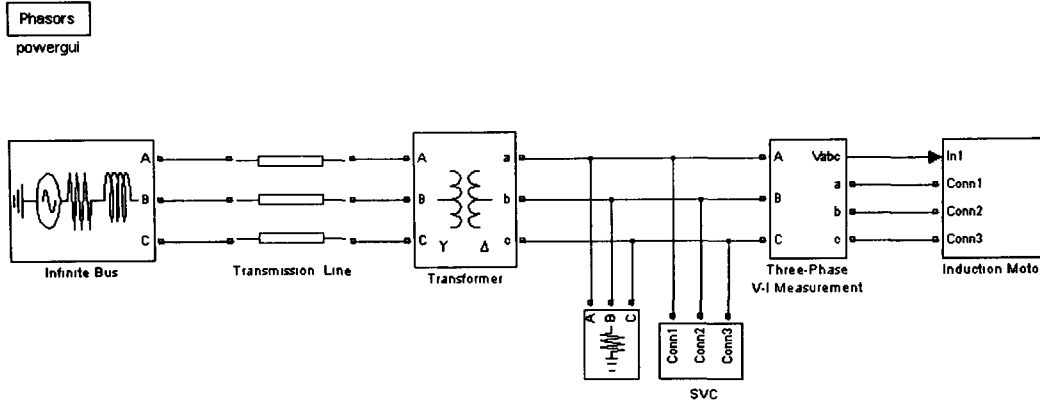 Phasors
powergui
A
B
C
Infinite Bus
Transmission Line
A
B
C
a
b
c
Y
Δ
Transformer
A
B
C
Conn1
Conn2
Conn3
SVC
A
B
C
Vabc
a
b
c
Three-Phase
V-I Measurement
In1
Conn1
Conn2
Conn3
Induction Moto